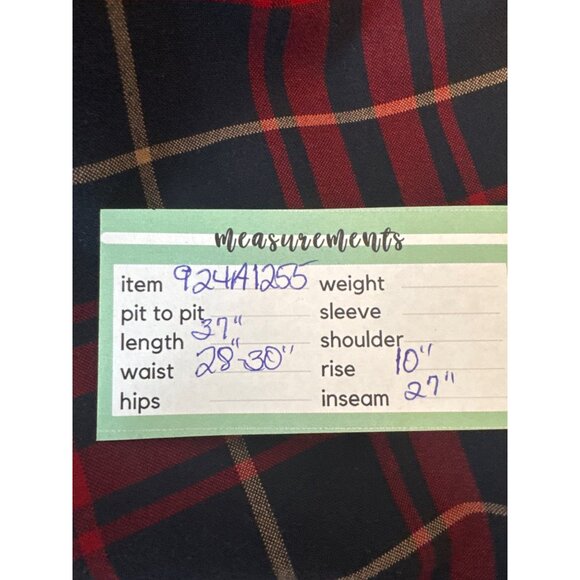 measurements
item 924A1255 weight
pit to pit sleeve
length 37" shoulder
waist 28"-30" rise 10"
hips inseam 27"